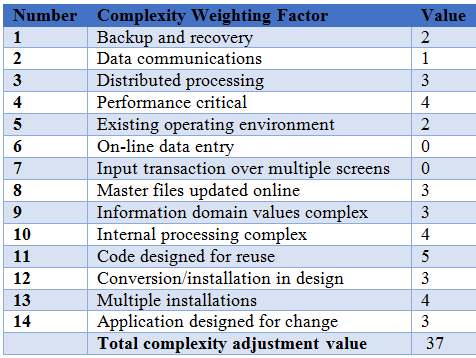 Number Complexity Weighting Factor Value
1 Backup and recovery 2
2 Data communications 1
3 Distributed processing 3
4 Performance critical 4
5 Existing operating environment 2
6 On-line data entry 0
7 Input transaction over multiple screens 0
8 Master files updated online 3
9 Information domain values complex 3
10 Internal processing complex 4
11 Code designed for reuse 5
12 Conversion/installation in design 3
13 Multiple installations 4
14 Application designed for change 3
Total complexity adjustment value 37